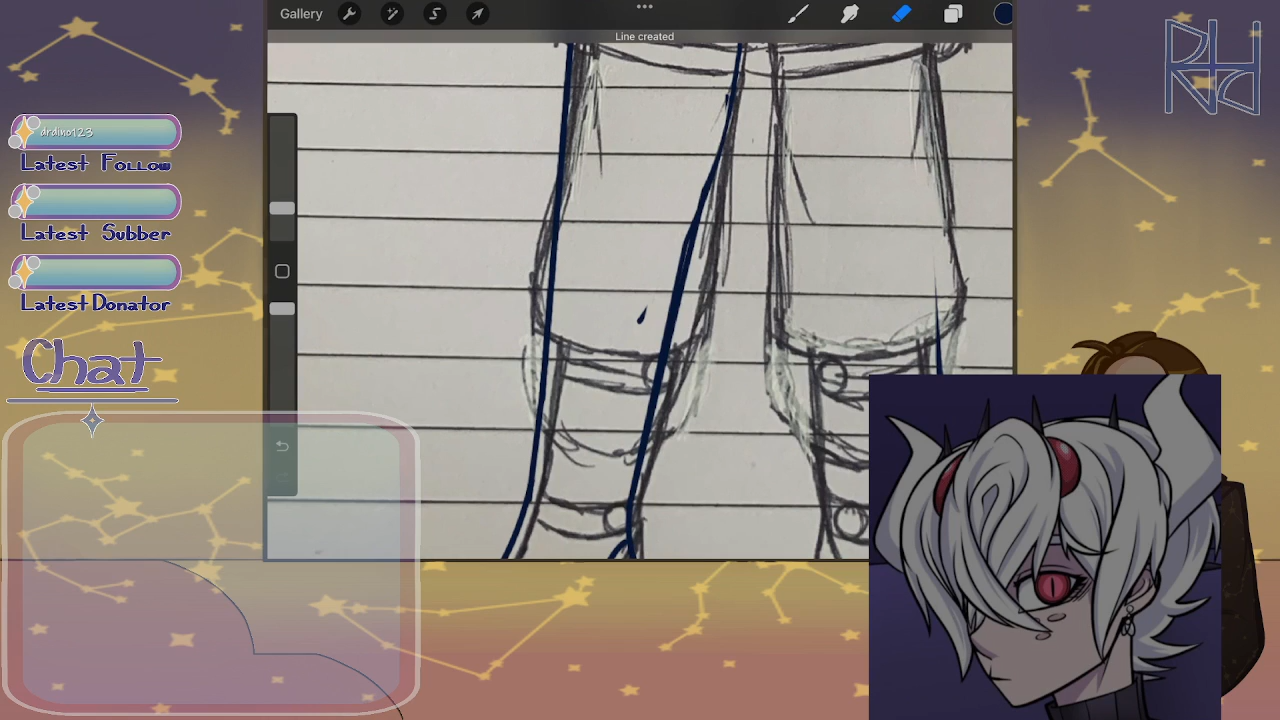 Gallery
Line created
drdino123
Latest Follow
Latest Subber
Latest Donator
Chat